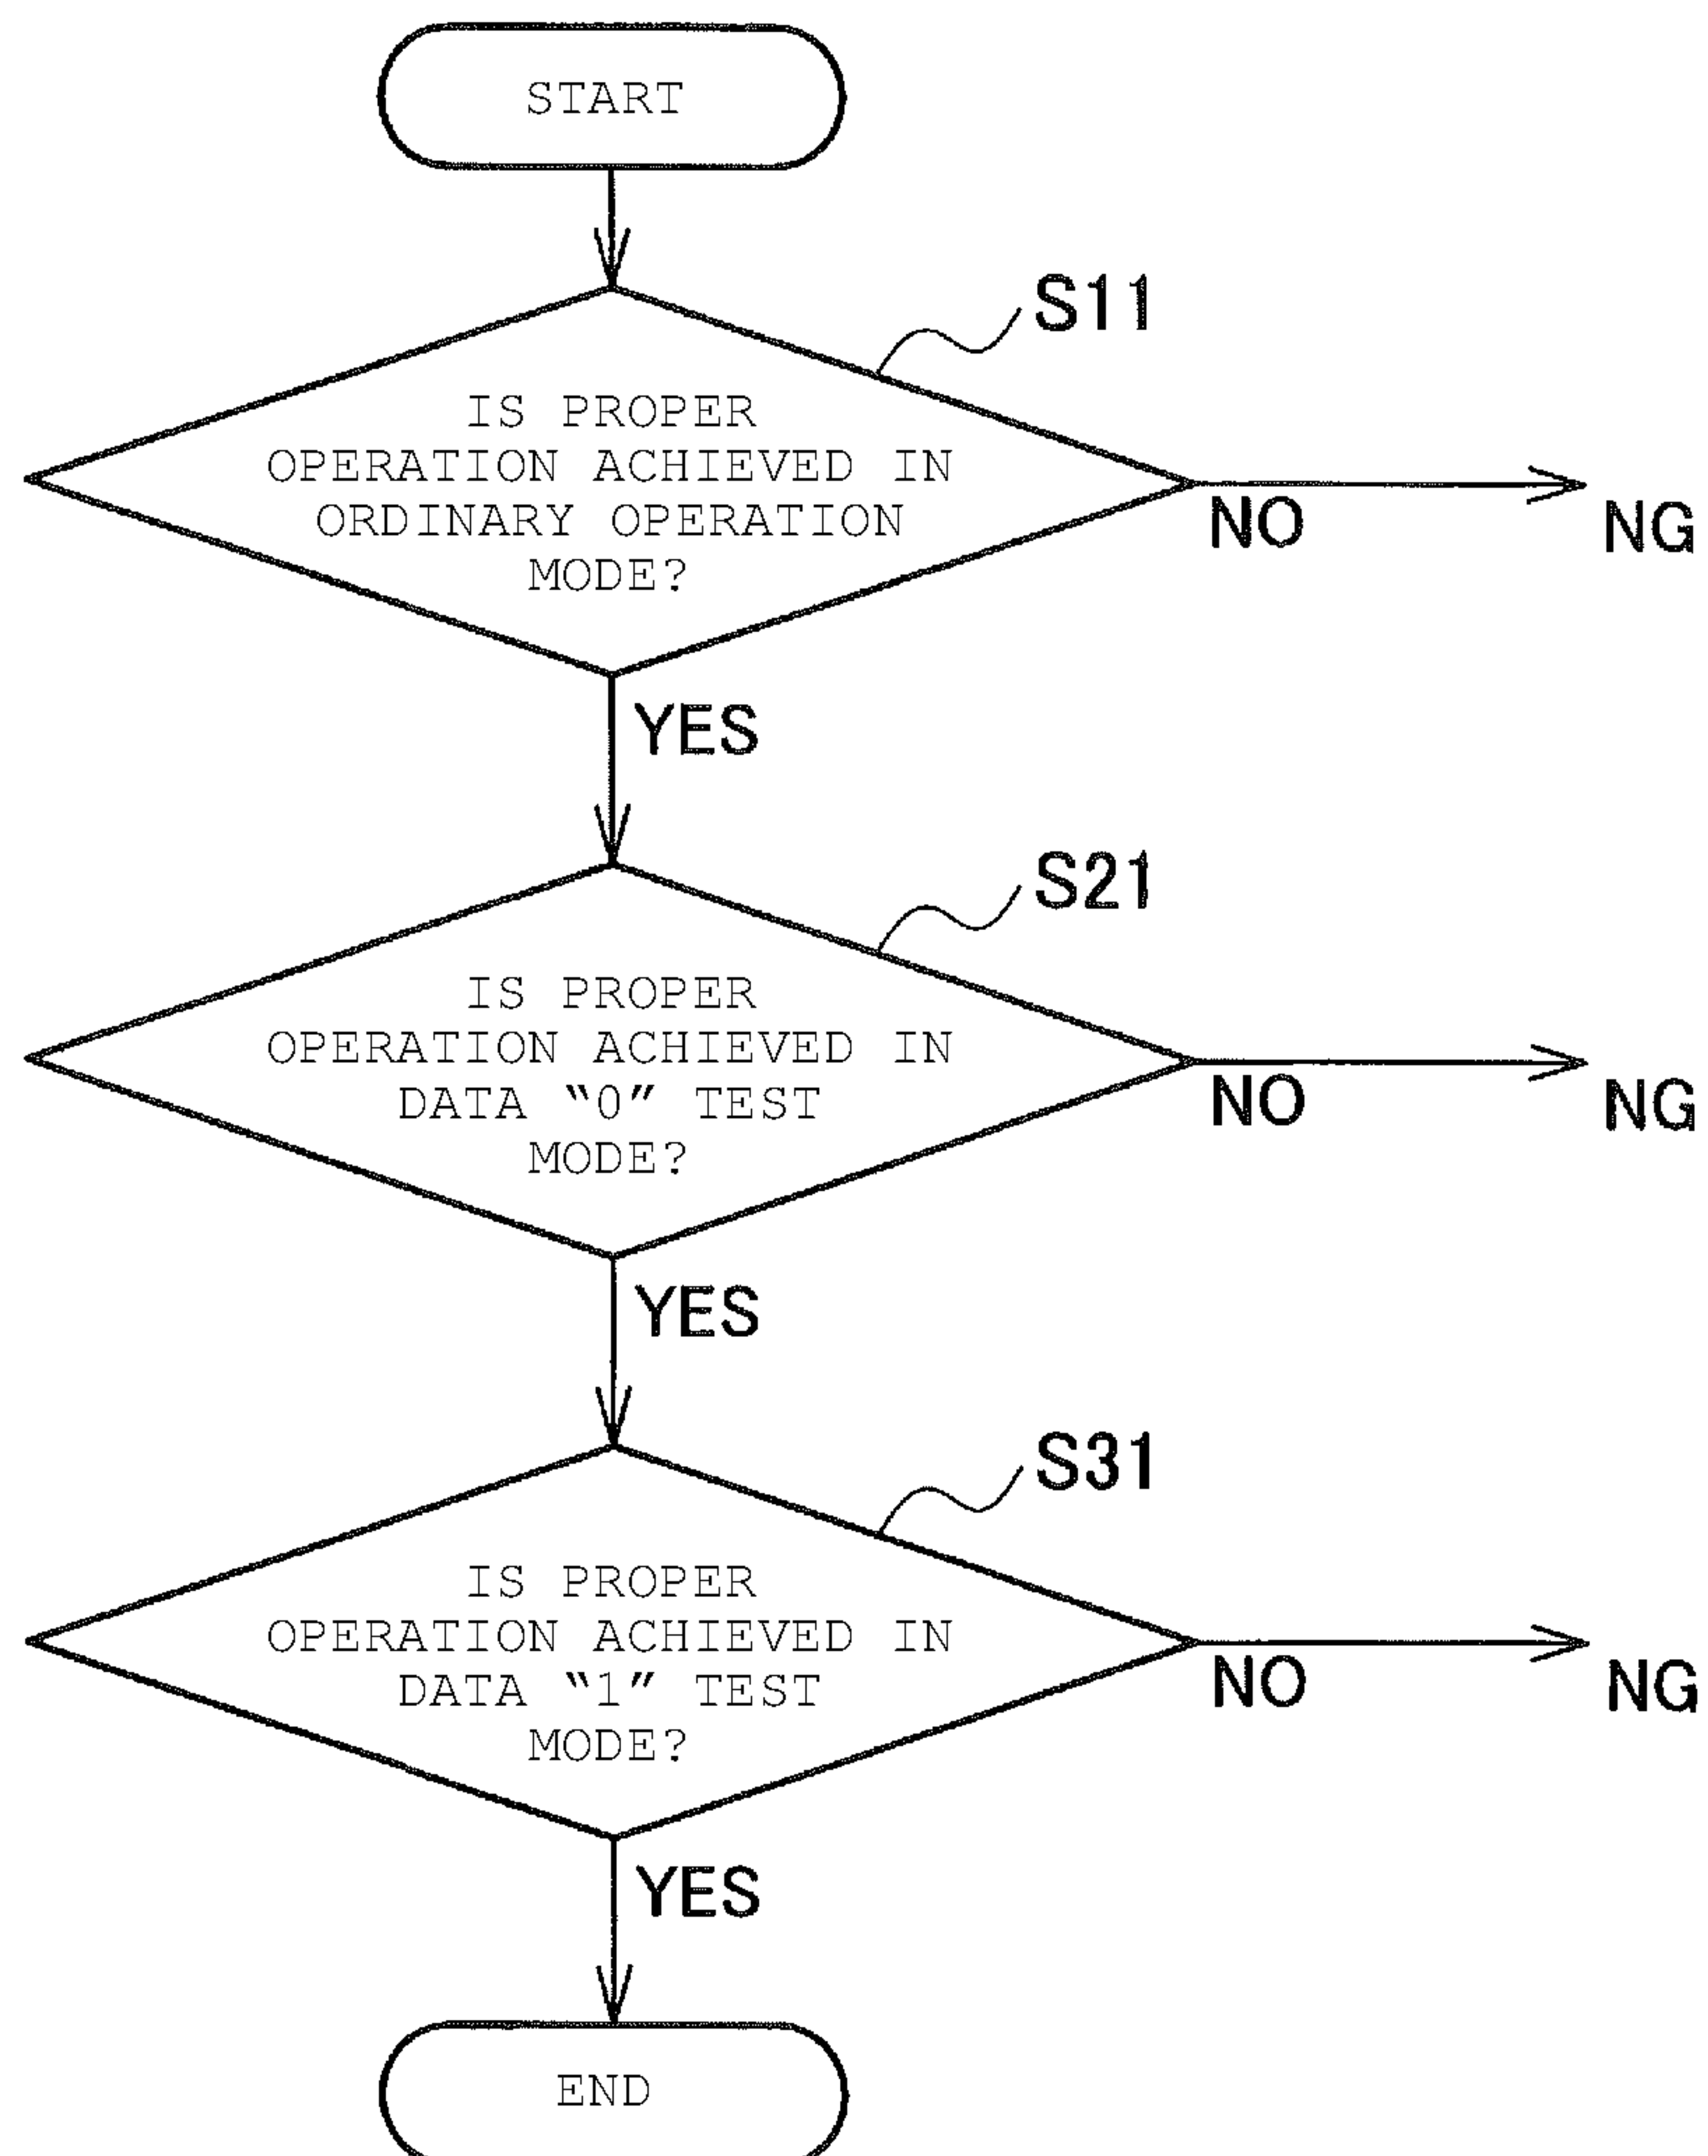 START
S11
IS PROPER
OPERATION ACHIEVED IN
ORDINARY OPERATION
MODE?
NO
NG
YES
S21
IS PROPER
OPERATION ACHIEVED IN
DATA “0” TEST
MODE?
NO
NG
YES
S31
IS PROPER
OPERATION ACHIEVED IN
DATA “1” TEST
MODE?
NO
NG
YES
END